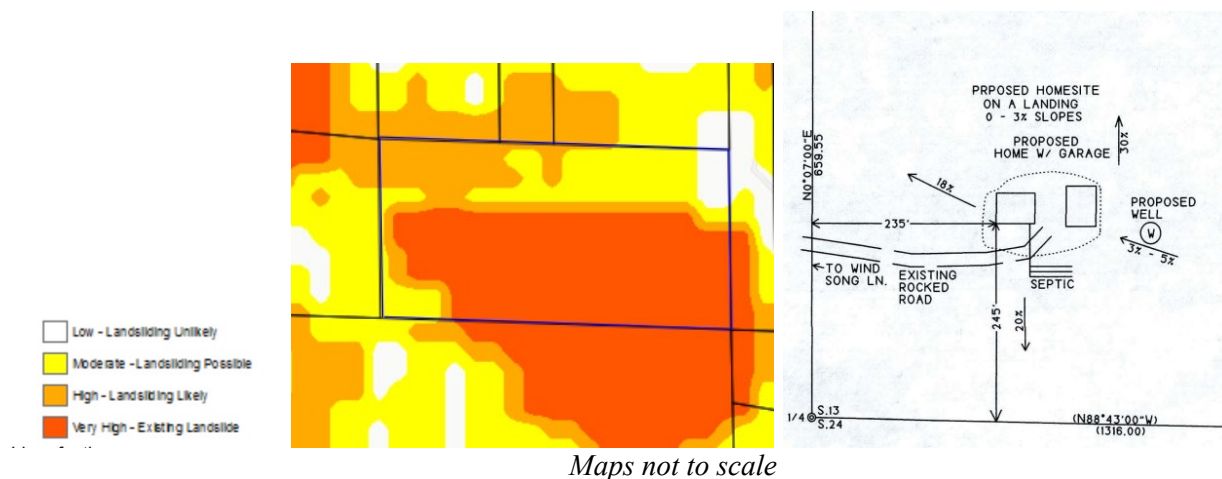 Low - Landsliding Unlikely
Moderate - Landsliding Possible
High - Landsliding Likely
Very High - Existing Landslide
PRPOSED HOMESITE
ON A LANDING
0 - 3% SLOPES
PROPOSED
HOME W/ GARAGE
30%
N0°07'00"E
659.55
18%
235'
PROPOSED
WELL
W
3% - 5%
TO WIND
SONG LN.
EXISTING
ROCKED
ROAD
SEPTIC
245'
20%
1/4
S.13
S.24
(N88°43'00"W)
(1316.00)
Maps not to scale